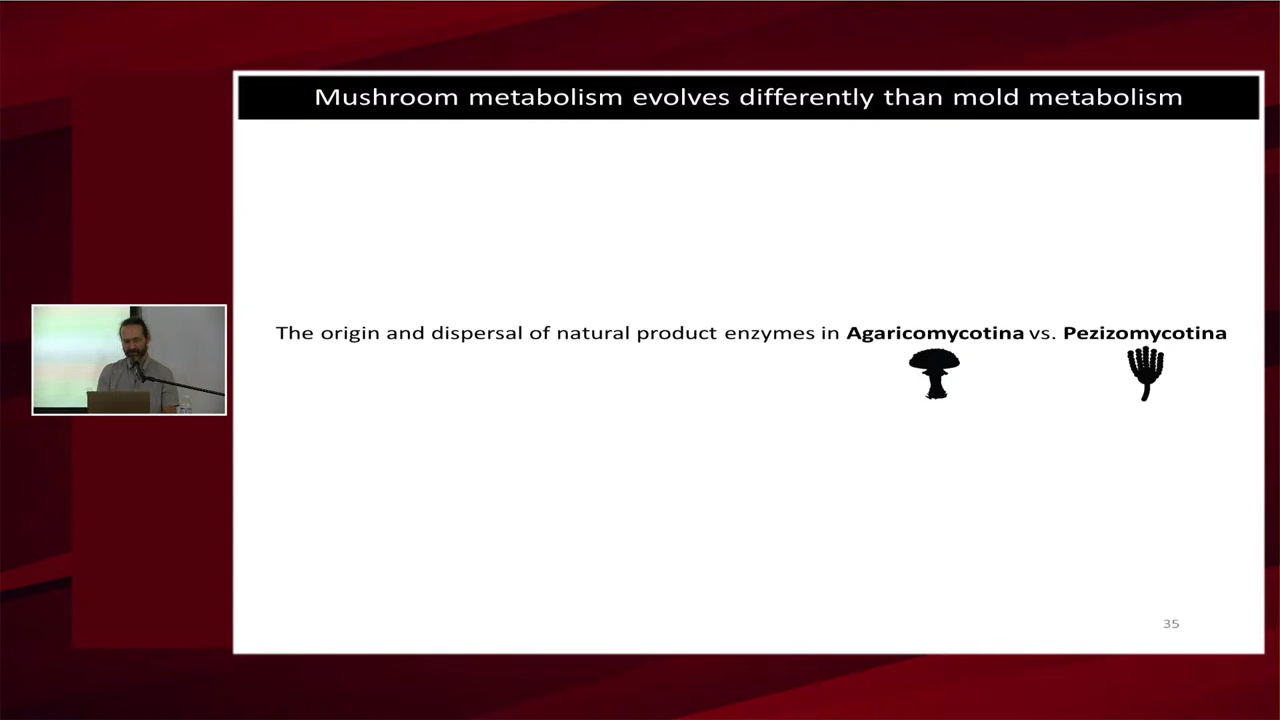 Mushroom metabolism evolves differently than mold metabolism
The origin and dispersal of natural product enzymes in Agaricomycotina vs. Pezizomycotina
35